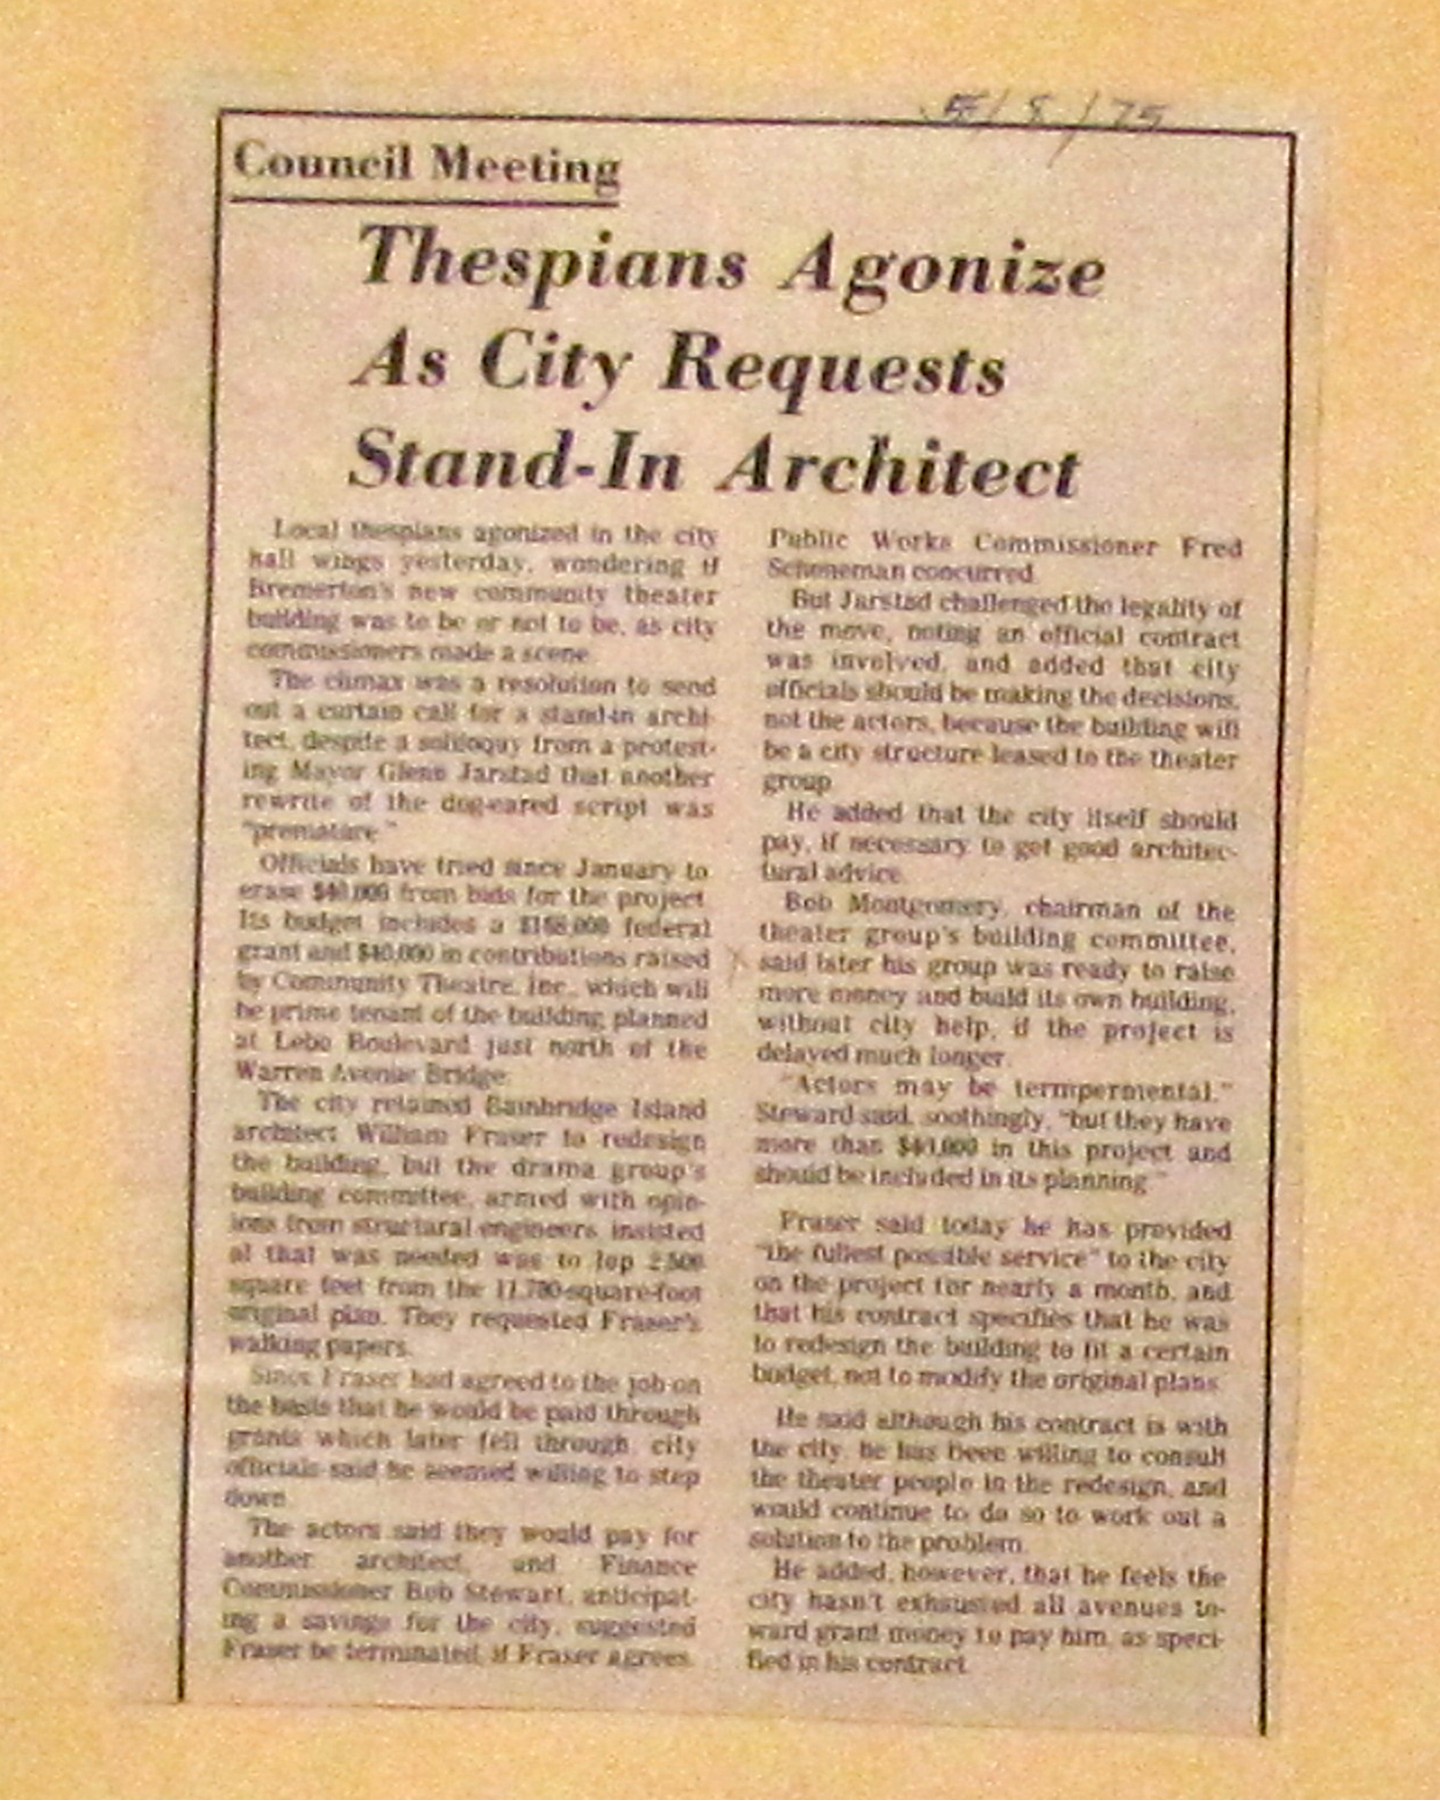 5/8/75
Council Meeting
Thespians Agonize
As City Requests
Stand-In Architect
Local thespians agonized in the city
hall wings yesterday, wondering if
Bremerton's new community theater
building was to be or not to be, as city
commissioners made a scene.
The climax was a resolution to send
out a curtain call for a stand-in archi-
tect, despite a soliloquy from a protest-
ing Mayor Glenn Jarstad that another
rewrite of the dog-eared script was
"premature."
Officials have tried since January to
erase $40,000 from bids for the project.
Its budget includes a federal
grant and $40,000 in contributions raised
by Community Theatre, Inc., which will
be prime tenant of the building planned
at Lebo Boulevard just north of the
Warren Avenue Bridge.
The city retained Bainbridge Island
architect William Fraser to redesign
the building, but the drama group's
building committee, armed with opin-
ions from structural engineers, insisted
al that was needed was to lop 2,500
square feet from the 11,780-square-foot
original plan. They requested Fraser's
walking papers.
Since Fraser had agreed to the job on
the basis that he would be paid through
grants which later fell through, city
officials said he seemed willing to step
down.
The actors said they would pay for
another architect, and Finance
Commissioner Bob Stewart, anticipat-
ing a savings for the city, suggested
Fraser be terminated, if Fraser agrees.
Public Works Commissioner Fred
Scheneman concurred.
But Jarstad challenged the legality of
the move, noting an official contract
was involved, and added that city
officials should be making the decisions,
not the actors, because the building will
be a city structure leased to the theater
group.
He added that the city itself should
pay, if necessary to get good architec-
tural advice.
Bob Montgomery, chairman of the
theater group's building committee,
said later his group was ready to raise
more money and build its own building,
without city help, if the project is
delayed much longer.
"Actors may be termpermental,"
Steward said, soothingly, "but they have
more than $40,000 in this project and
should be included in its planning."
Fraser said today he has provided
"the fullest possible service" to the city
on the project for nearly a month, and
that his contract specifies that he was
to redesign the building to fit a certain
budget, not to modify the original plans.
He said although his contract is with
the city, he has been willing to consult
the theater people in the redesign, and
would continue to do so to work out a
solution to the problem.
He added, however, that he feels the
city hasn't exhausted all avenues to-
ward grant money to pay him, as speci-
fied in his contract.